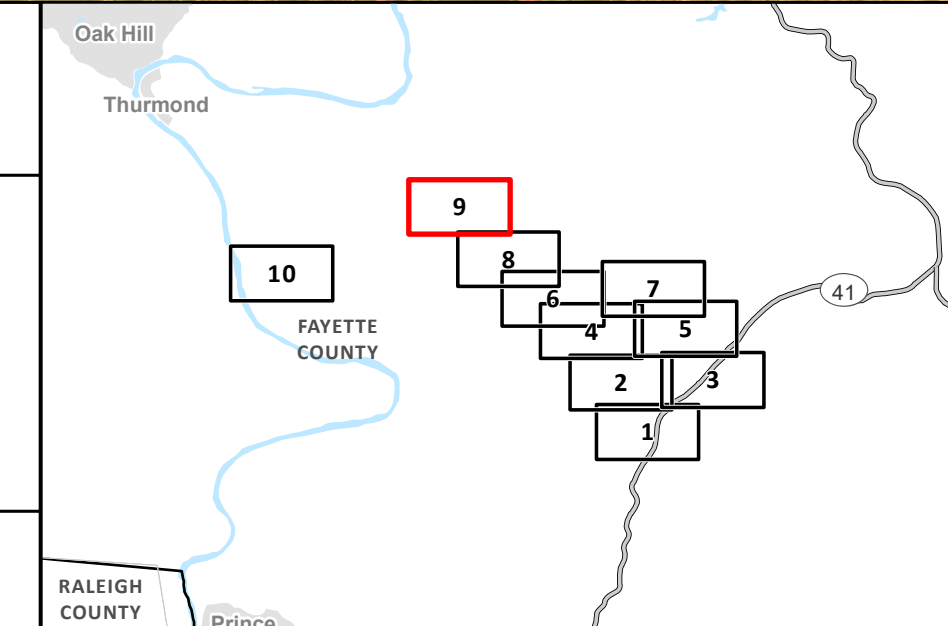 Oak Hill
Thurmond
9
8
10
7
6
41
FAYETTE
COUNTY
4
5
2
3
1
RALEIGH
COUNTY
Prince